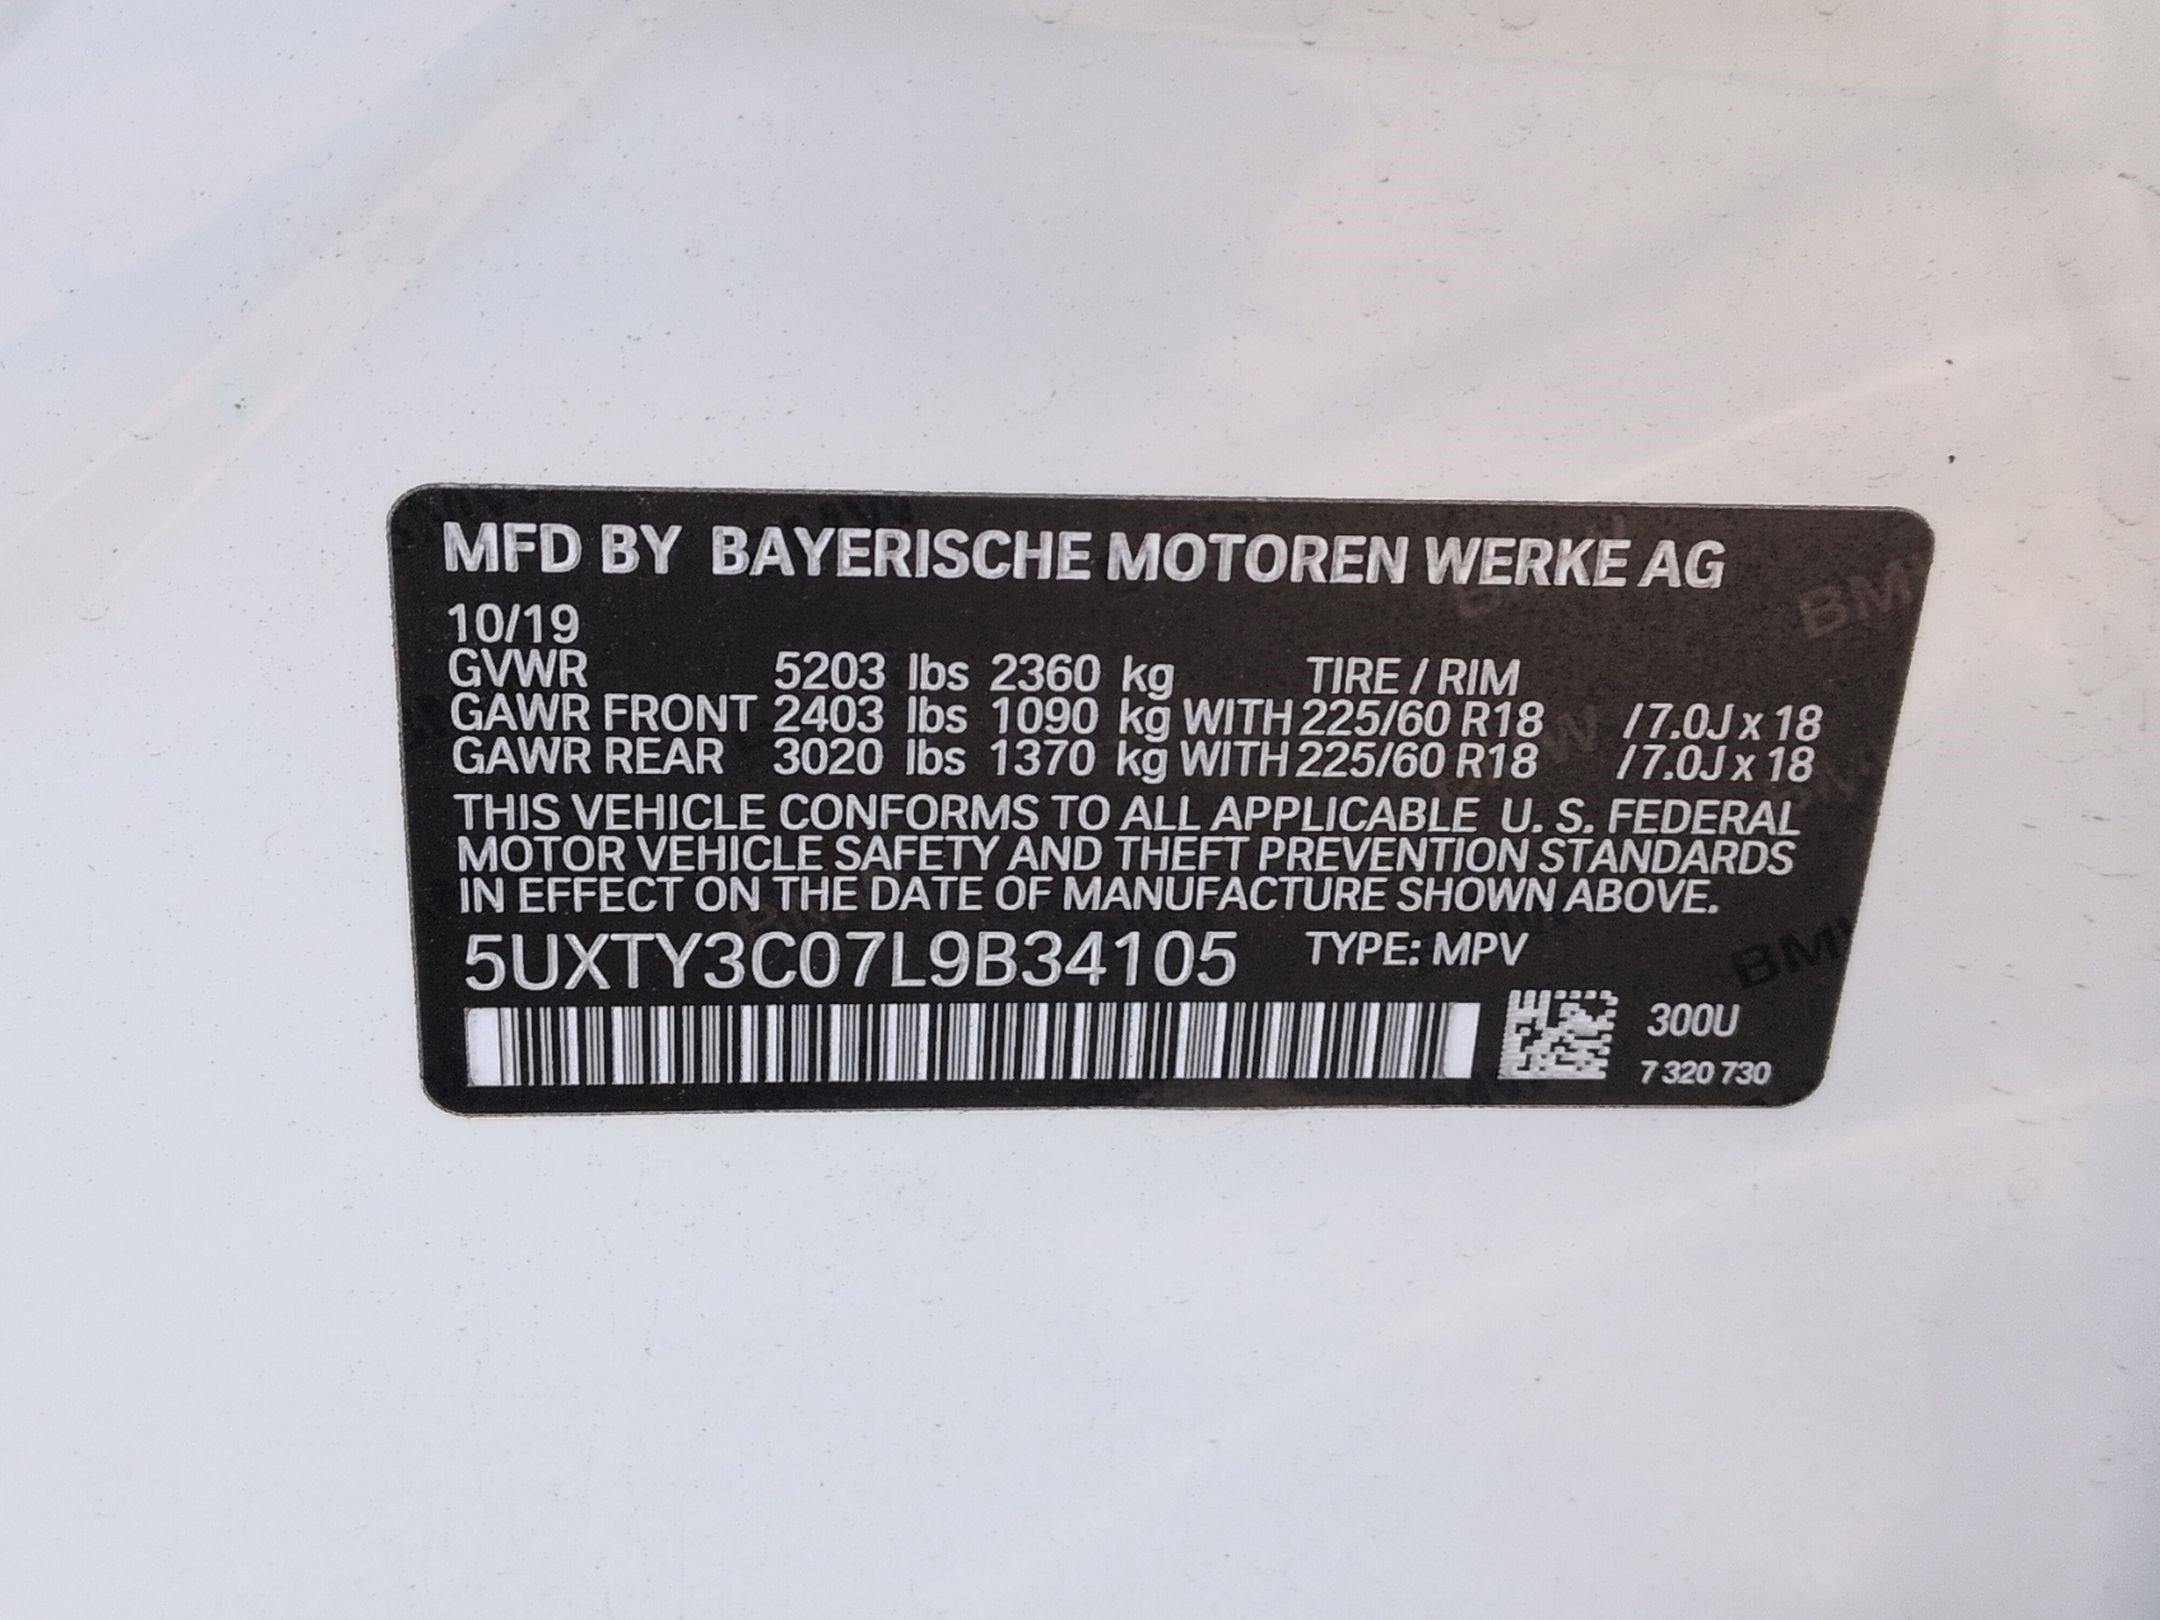 MFD BY BAYERISCHE MOTOREN WERKE AG
10/19
GVWR 5203 lbs 2360 kg TIRE / RIM
GAWR FRONT 2403 lbs 1090 kg WITH 225/60 R18 /7.0J x 18
GAWR REAR 3020 lbs 1370 kg WITH 225/60 R18 /7.0J x 18
THIS VEHICLE CONFORMS TO ALL APPLICABLE U. S. FEDERAL
MOTOR VEHICLE SAFETY AND THEFT PREVENTION STANDARDS
IN EFFECT ON THE DATE OF MANUFACTURE SHOWN ABOVE.
5UXTY3C07L9B34105 TYPE: MPV
300U
7 320 730